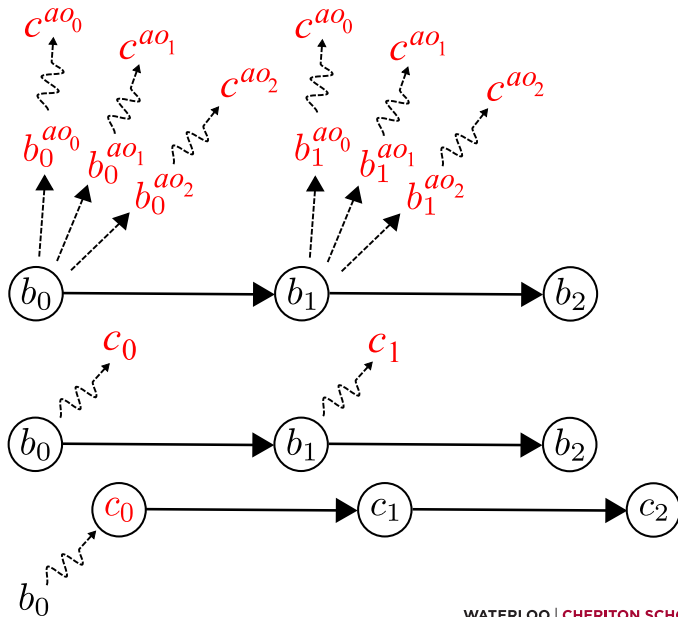 c^{ao_0} c^{ao_1} c^{ao_2} c^{ao_0} c^{ao_1} c^{ao_2}
b_0^{ao_0} b_0^{ao_1} b_0^{ao_2} b_1^{ao_0} b_1^{ao_1} b_1^{ao_2}
b_0 b_1 b_2
c_0 c_1
b_0 b_1 b_2
c_0 c_1 c_2
b_0
WATERLOO | CHERITON SCHO